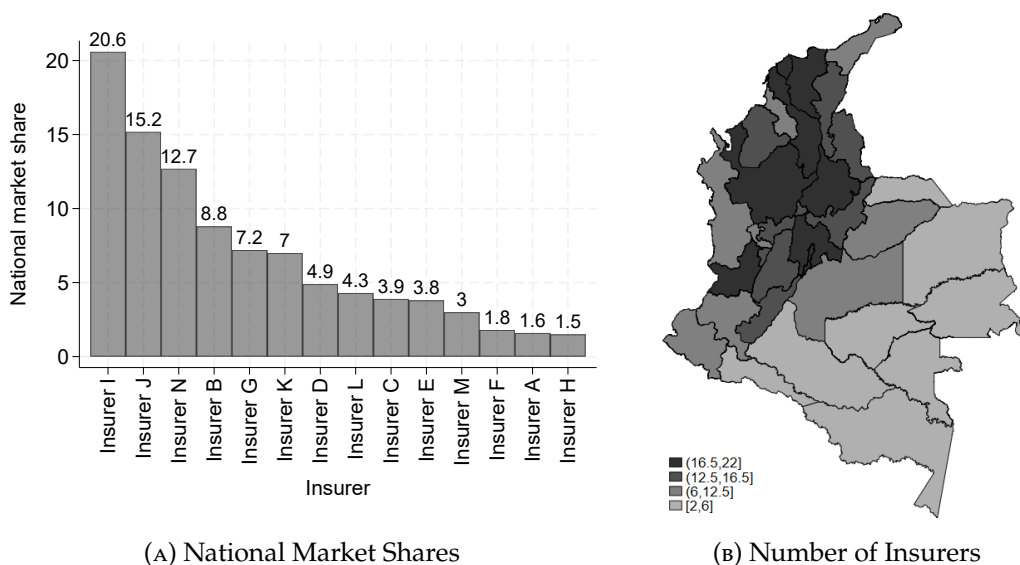 National market share
20
15
10
5
0
20.6
15.2
12.7
8.8
7.2
7
4.9
4.3
3.9
3.8
3
1.8
1.6
1.5
Insurer I
Insurer J
Insurer N
Insurer B
Insurer G
Insurer K
Insurer D
Insurer L
Insurer C
Insurer E
Insurer M
Insurer F
Insurer A
Insurer H
Insurer
(A) National Market Shares
(16.5,22]
(12.5,16.5]
(6,12.5]
[2,6]
(B) Number of Insurers